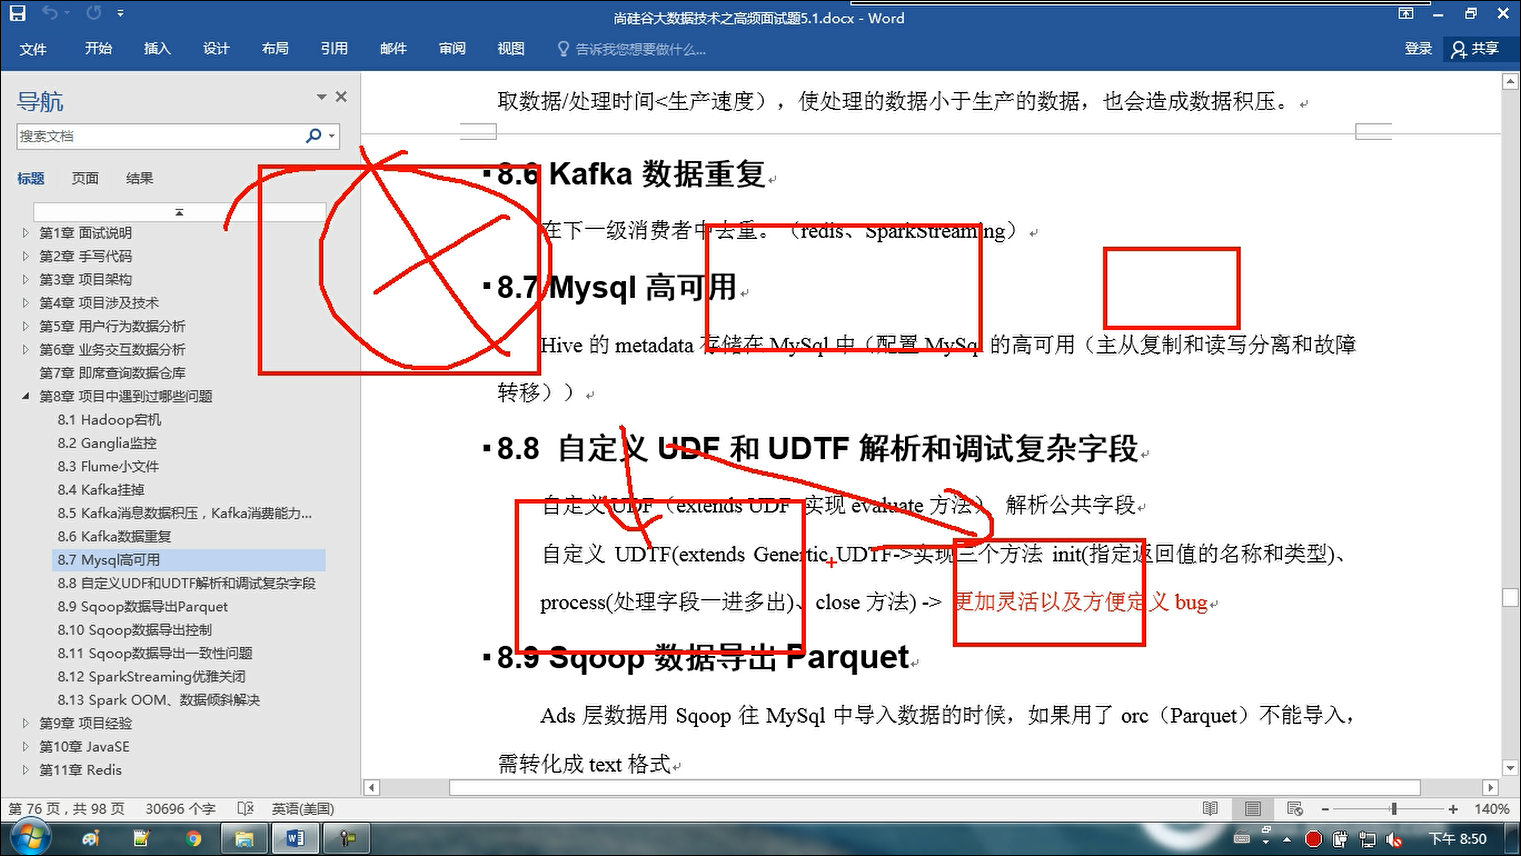 尚硅谷大数据技术之高频面试题5.1.docx - Word
文件 开始 插入 设计 布局 引用 邮件 审阅 视图 告诉我您想要做什么... 登录 共享
导航
搜索文档
标题 页面 结果
第1章 面试说明
第2章 手写代码
第3章 项目架构
第4章 项目涉及技术
第5章 用户行为数据分析
第6章 业务交互数据分析
第7章 即席查询数据仓库
第8章 项目中遇到过哪些问题
8.1 Hadoop宕机
8.2 Ganglia监控
8.3 Flume小文件
8.4 Kafka挂掉
8.5 Kafka消息数据积压，Kafka消费能力...
8.6 Kafka数据重复
8.7 Mysql高可用
8.8 自定义UDF和UDTF解析和调试复杂字段
8.9 Sqoop数据导出Parquet
8.10 Sqoop数据导出控制
8.11 Sqoop数据导出一致性问题
8.12 SparkStreaming优雅关闭
8.13 Spark OOM、数据倾斜解决
第9章 项目经验
第10章 JavaSE
第11章 Redis
取数据/处理时间<生产速度），使处理的数据小于生产的数据，也会造成数据积压。
8.6 Kafka 数据重复
在下一级消费者中去重。（redis、SparkStreaming）
8.7 Mysql 高可用
Hive 的 metadata 存储在 MySql 中（配置 MySql 的高可用（主从复制和读写分离和故障
转移））
8.8 自定义 UDF 和 UDTF 解析和调试复杂字段
自定义 UDF（extends UDF 实现 evaluate 方法） 解析公共字段
自定义 UDTF(extends Genertic UDTF->实现三个方法 init(指定返回值的名称和类型)、
process(处理字段一进多出)、close 方法) -> 更加灵活以及方便定义 bug
8.9 Sqoop 数据导出 Parquet
Ads 层数据用 Sqoop 往 MySql 中导入数据的时候，如果用了 orc（Parquet）不能导入，
需转化成 text 格式
第 76 页，共 98 页 30696 个字 英语(美国) 140%
下午 8:50